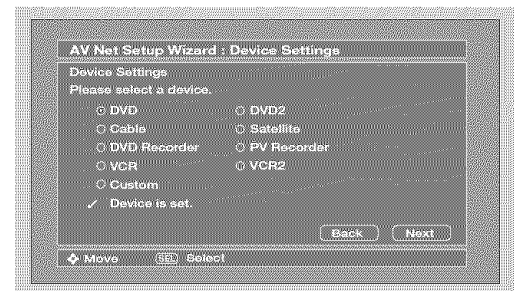 AV Net Setup Wizard : Device Settings
Device Settings
Please select a device.
DVD DVD2
Cable Satellite
DVD Recorder PV Recorder
VCR VCR2
Custom
Device is set.
Back Next
Move SEL Select